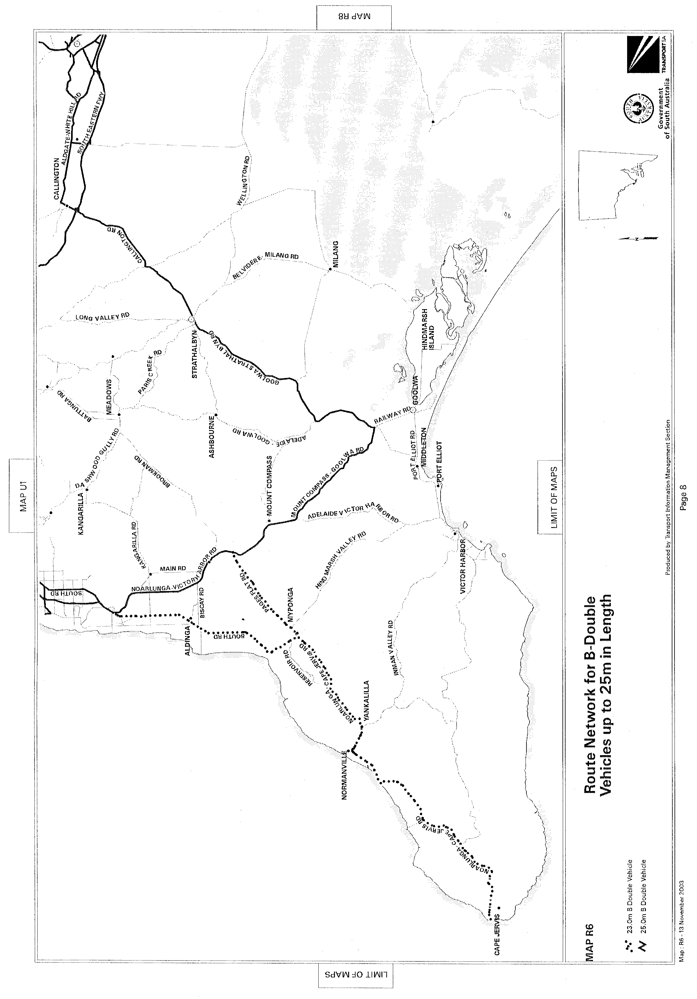 MAP R8
MAP U1
LIMIT OF MAPS
LIMIT OF MAPS
CALLINGTON
ALDGATE-WHITE HILL RD
SOUTH EASTERN FWY
CALLINGTON RD
WELLINGTON RD
BELVIDERE- MILANG RD
MILANG
LONG VALLEY RD
STRATHALBYN
GOOLWA STRATHALBYN RD
PARIS CREEK RD
MEADOWS
BATTUNGA RD
ASHBOURNE
ADELAIDE - GOOLWA RD
DASHWOOD GULLY RD
KANGARILLA
BROOKMAN RD
KANGARILLA RD
MAIN RD
MOUNT COMPASS
MOUNT COMPASS - GOOLWA RD
RAILWAY RD
GOOLWA
HINDMARSH
ISLAND
PORT ELLIOT RD
MIDDLETON
PORT ELLIOT
ADELAIDE VICTOR HARBOR RD
HINDMARSH VALLEY RD
VICTOR HARBOR
SOUTH RD
NOARLUNGA-VICTOR HARBOR RD
BISCAY RD
ALDINGA
SOUTH RD
PAGES FLAT RD
MYPONGA
RESERVOIR RD
NOARLUNGA-CAPE JERVIS RD
INMAN VALLEY RD
YANKALILLA
NORMANVILLE
NOARLUNGA-CAPE JERVIS RD
CAPE JERVIS
MAP R6
23.0m B Double Vehicle
25.0m B Double Vehicle
Route Network for B-Double
Vehicles up to 25m in Length
N
SOUTH AUSTRALIA
Government
of South Australia
TRANSPORT SA
Produced by Transport Information Management Section
Map : R6 - 13 November 2003
Page 8